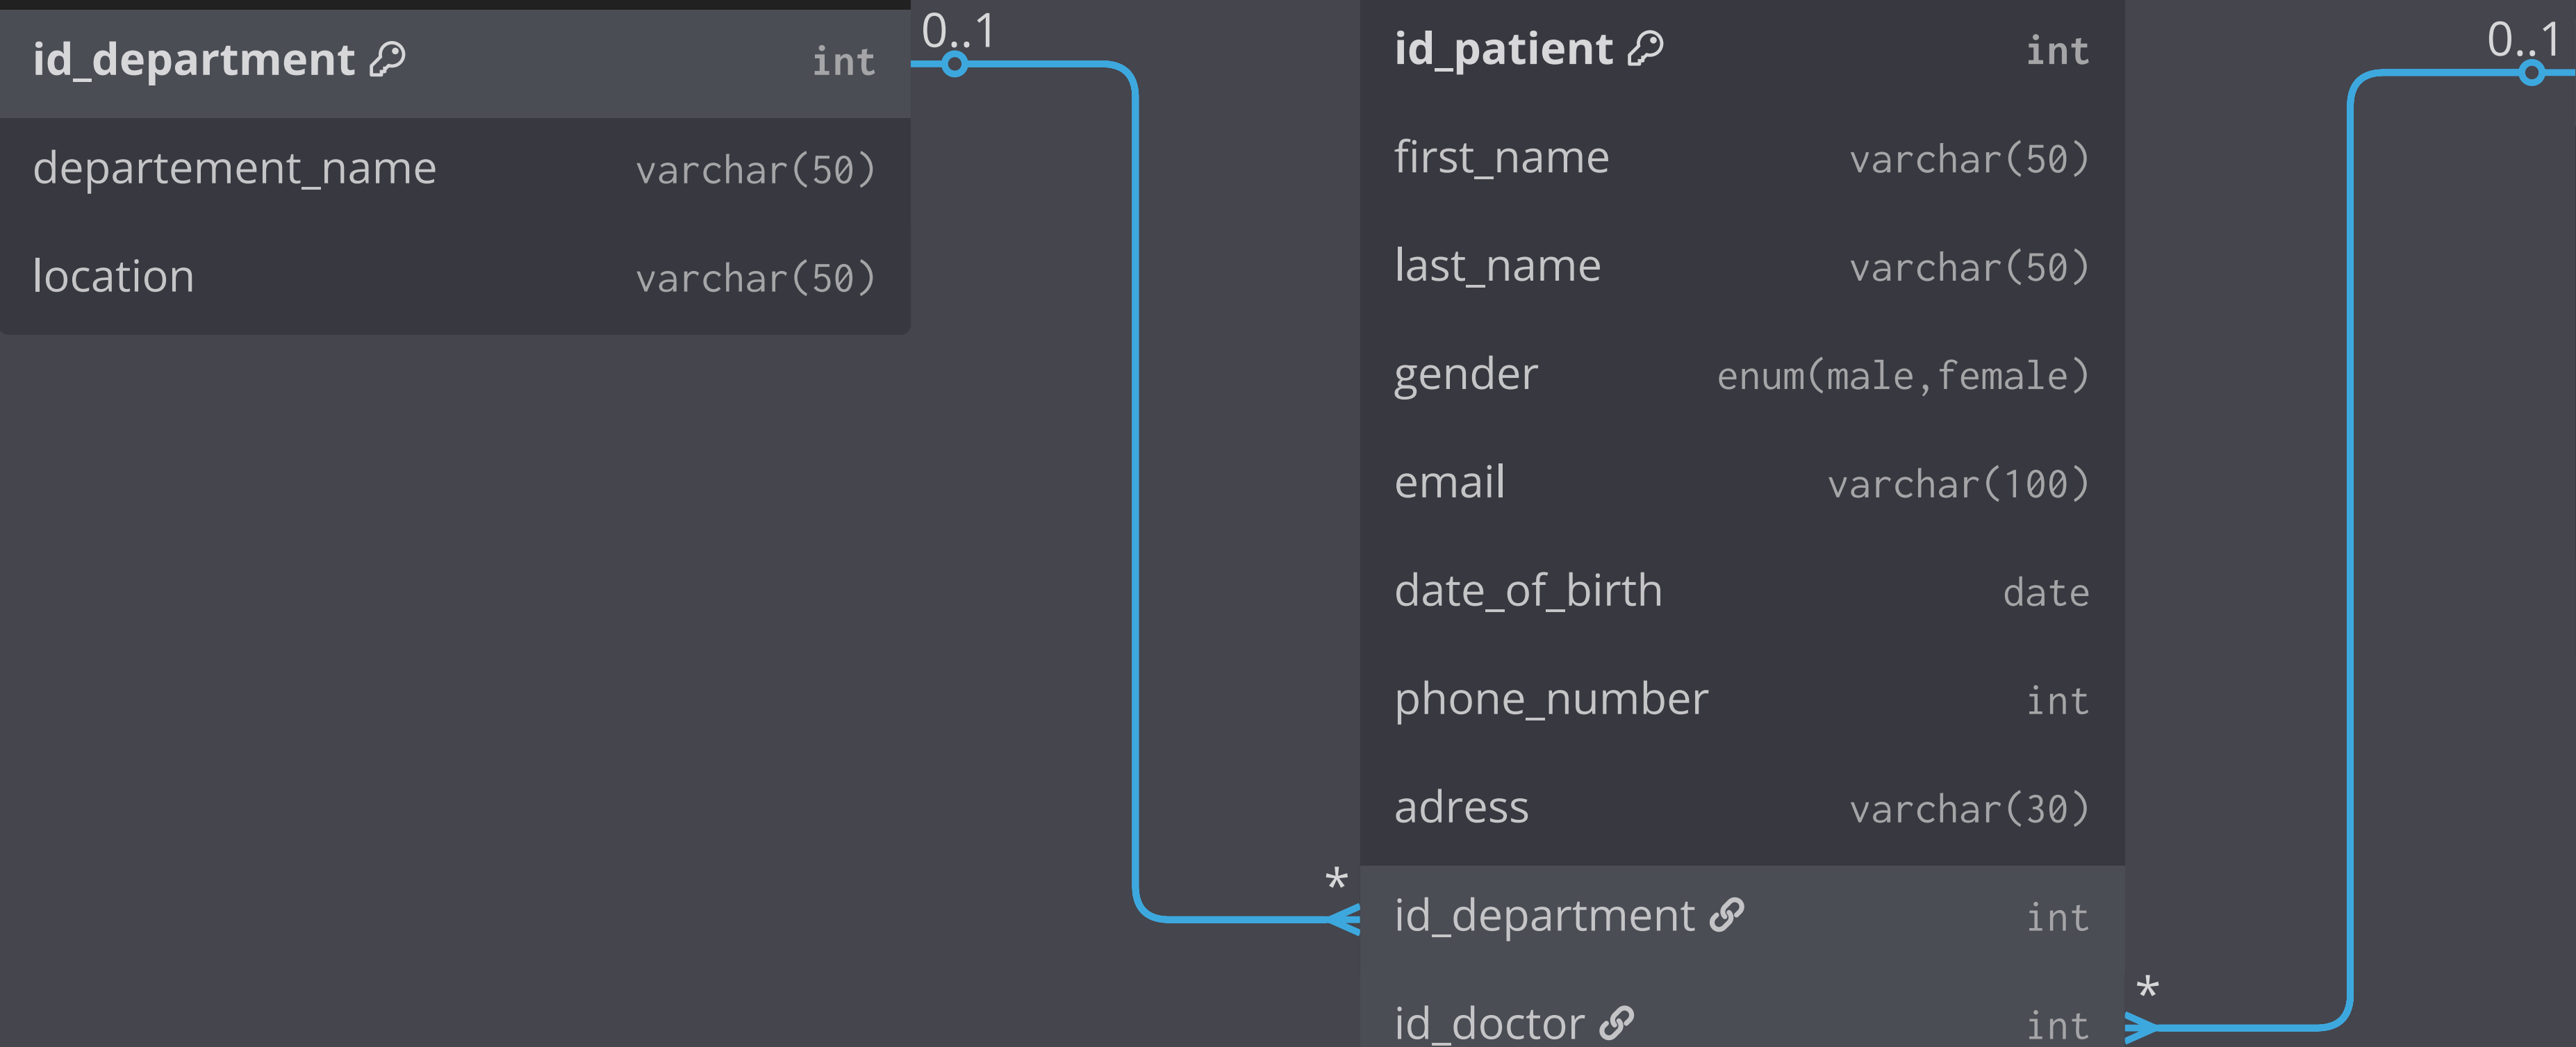 id_department int
departement_name varchar(50)
location varchar(50)
0..1
*
id_patient int
first_name varchar(50)
last_name varchar(50)
gender enum(male,female)
email varchar(100)
date_of_birth date
phone_number int
adress varchar(30)
id_department int
id_doctor int
0..1
*